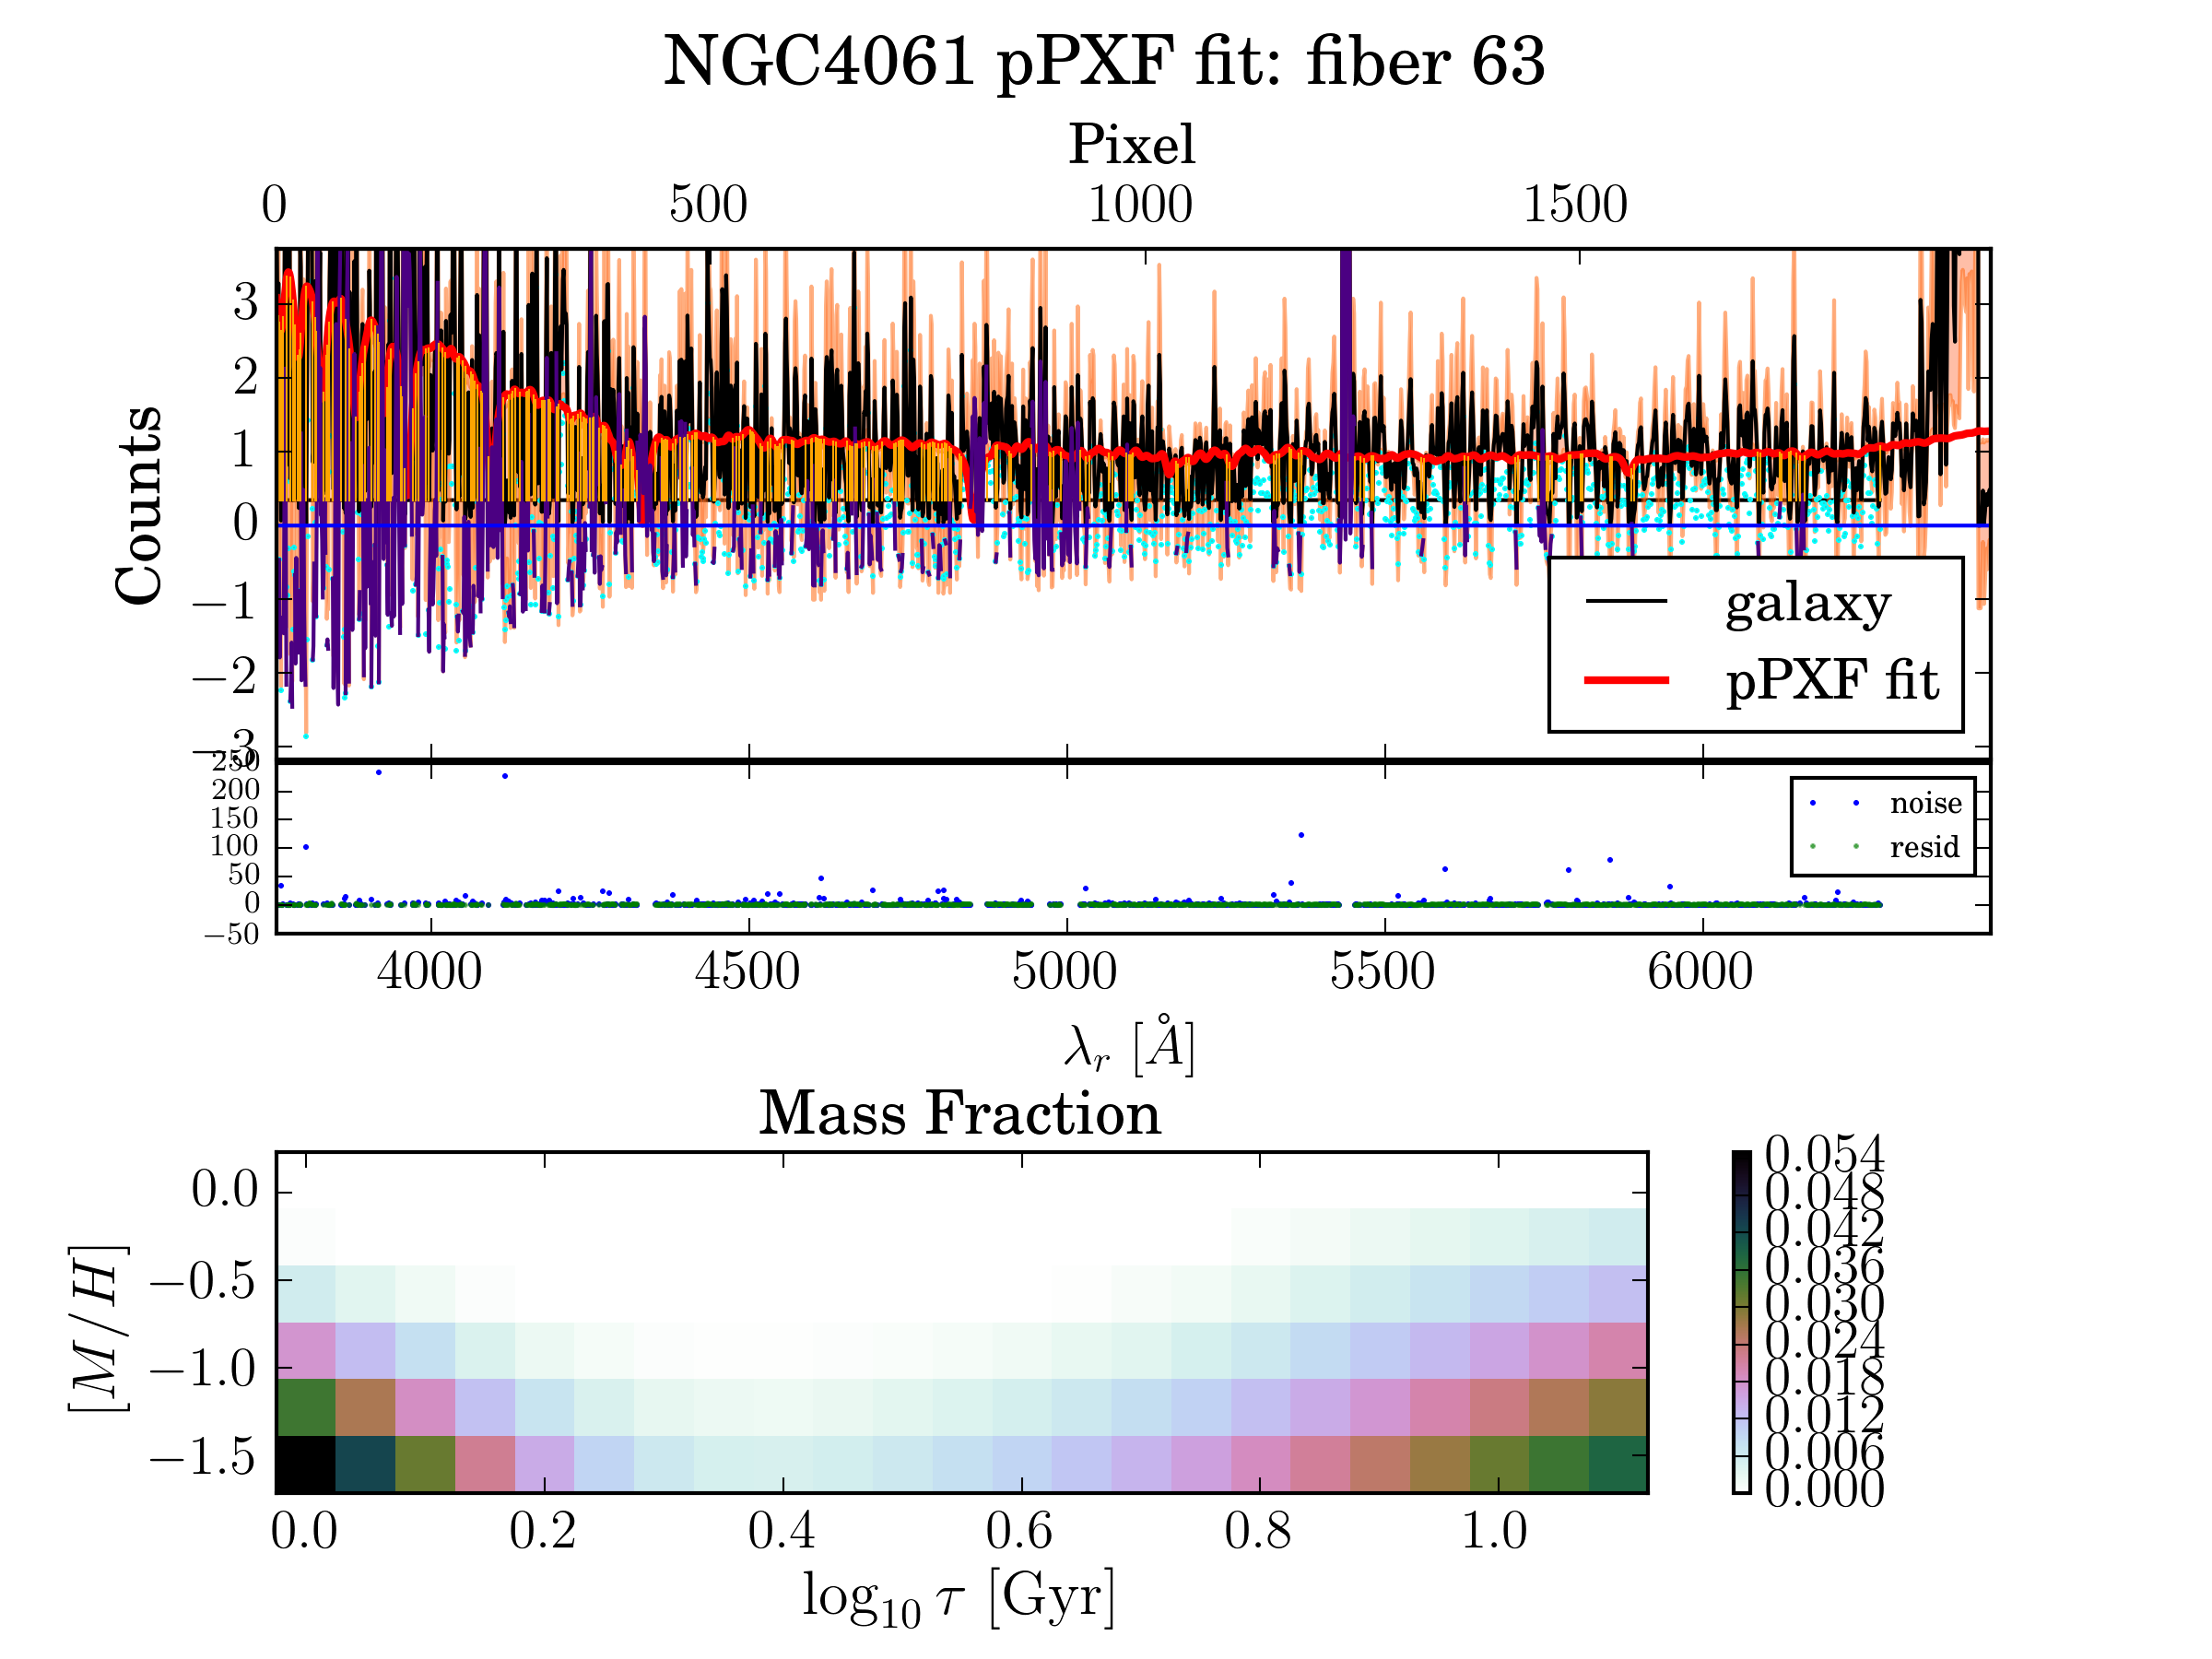 NGC4061 pPXF fit: fiber 63
Pixel
0 500 1000 1500
Counts
3
2
1
0
−1
−2
−3
galaxy
pPXF fit
250
200
150
100
50
0
−50
noise
resid
4000 4500 5000 5500 6000
λr [Å]
Mass Fraction
[M/H]
0.0
−0.5
−1.0
−1.5
0.0 0.2 0.4 0.6 0.8 1.0
log10 τ [Gyr]
0.054
0.048
0.042
0.036
0.030
0.024
0.018
0.012
0.006
0.000